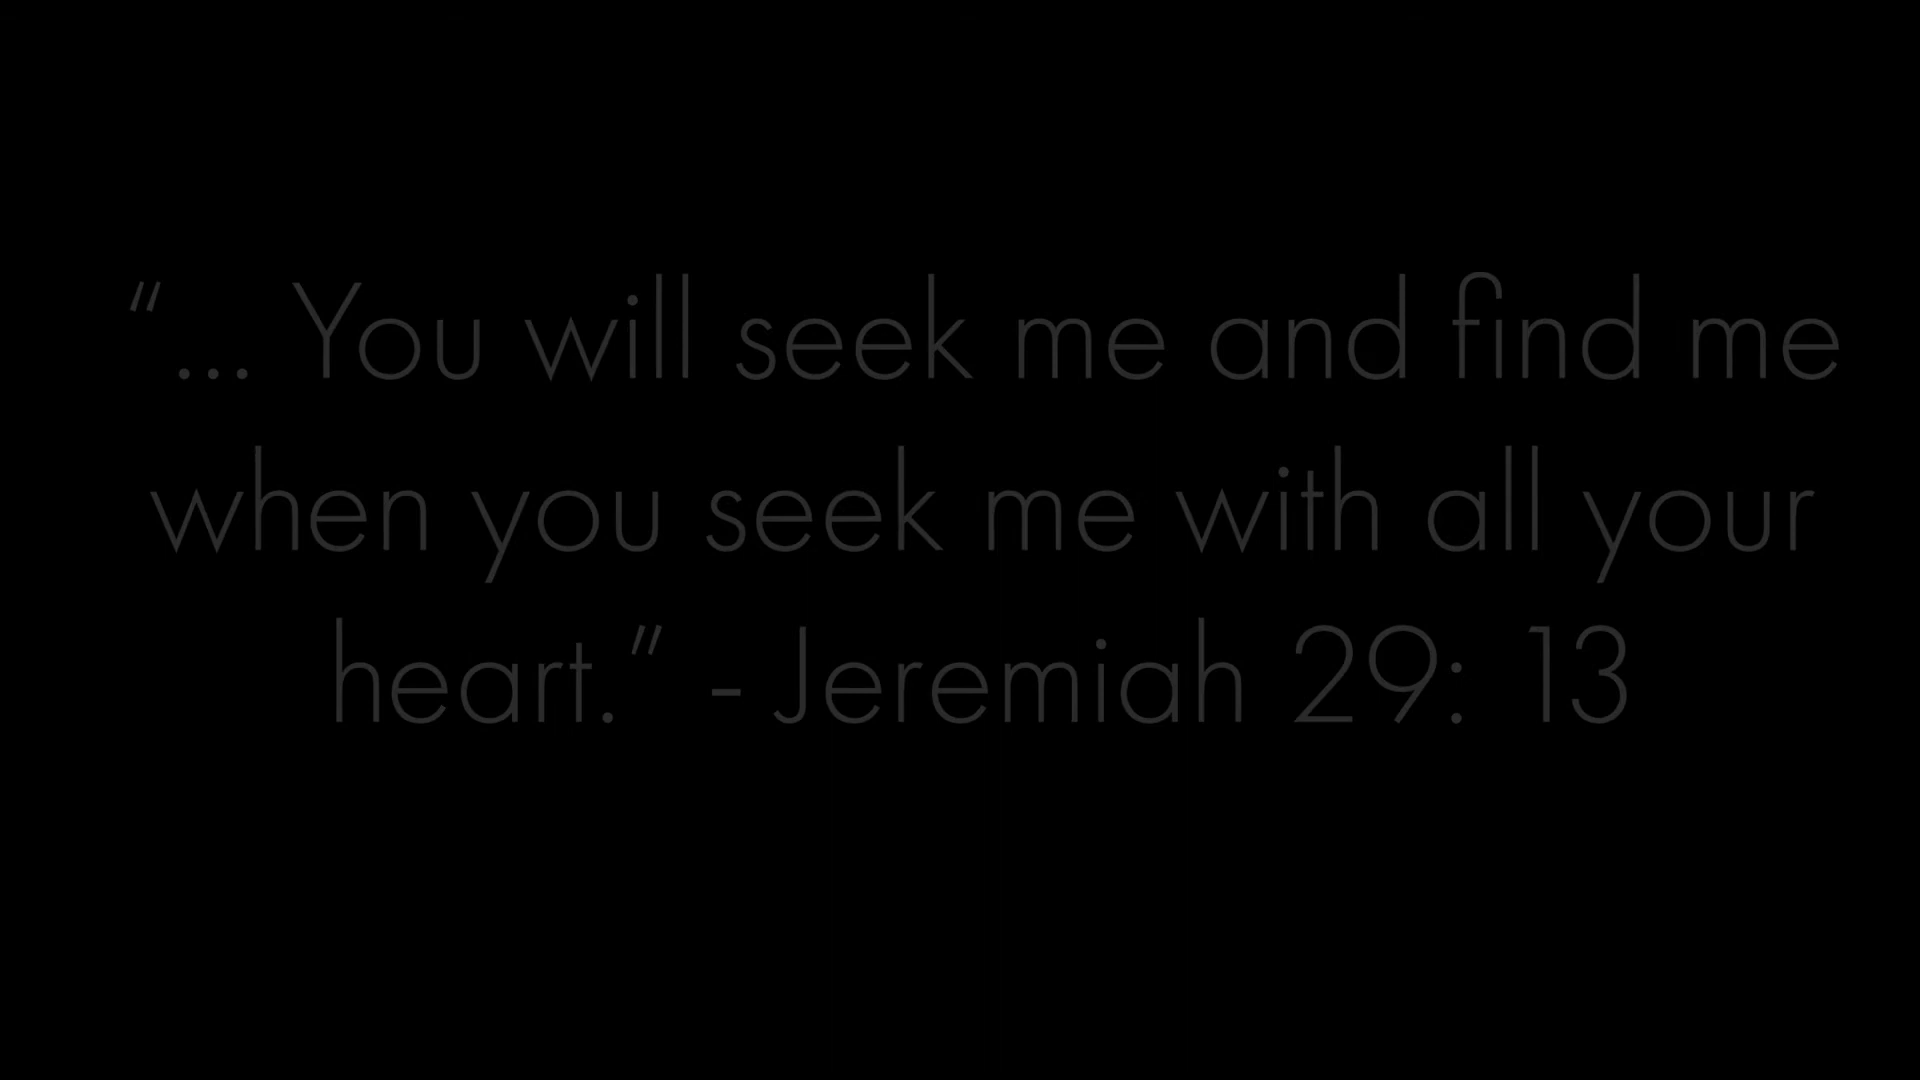 “... You will seek me and find me
when you seek me with all your
heart.” - Jeremiah 29: 13